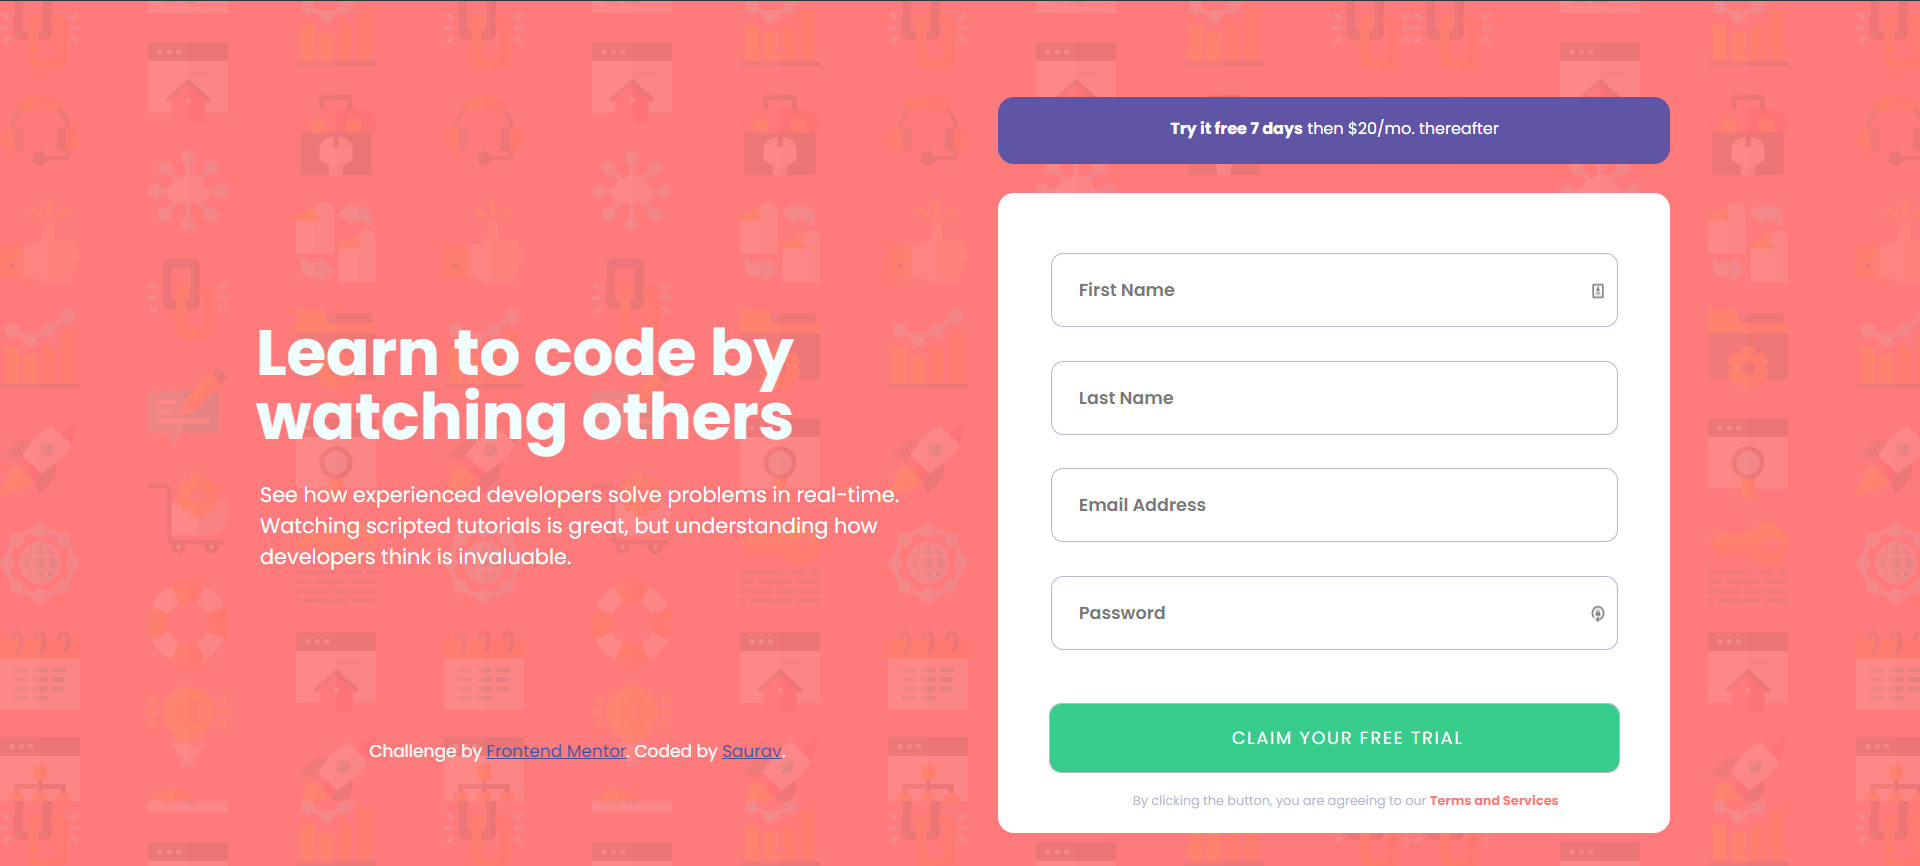 Learn to code by
watching others
See how experienced developers solve problems in real-time.
Watching scripted tutorials is great, but understanding how
developers think is invaluable.
Challenge by Frontend Mentor. Coded by Saurav.
Try it free 7 days then $20/mo. thereafter
First Name
Last Name
Email Address
Password
CLAIM YOUR FREE TRIAL
By clicking the button, you are agreeing to our Terms and Services